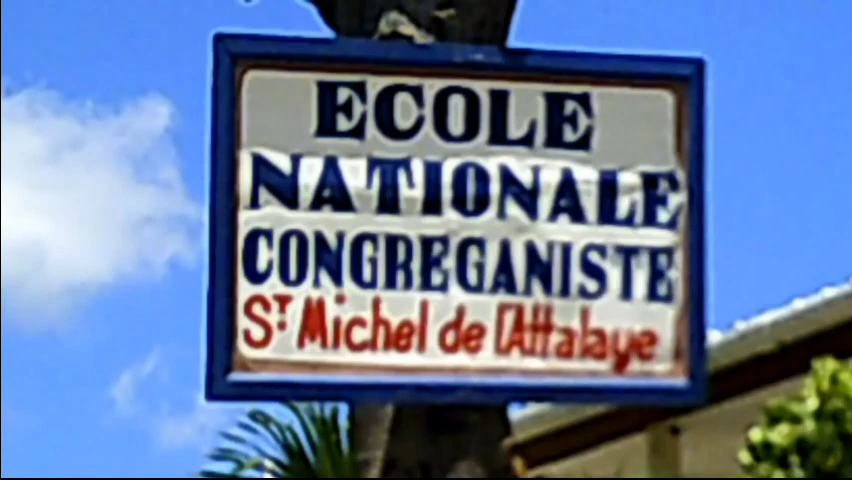 ECOLE
NATIONALE
CONGREGANISTE
ST Michel de l'Attalaye